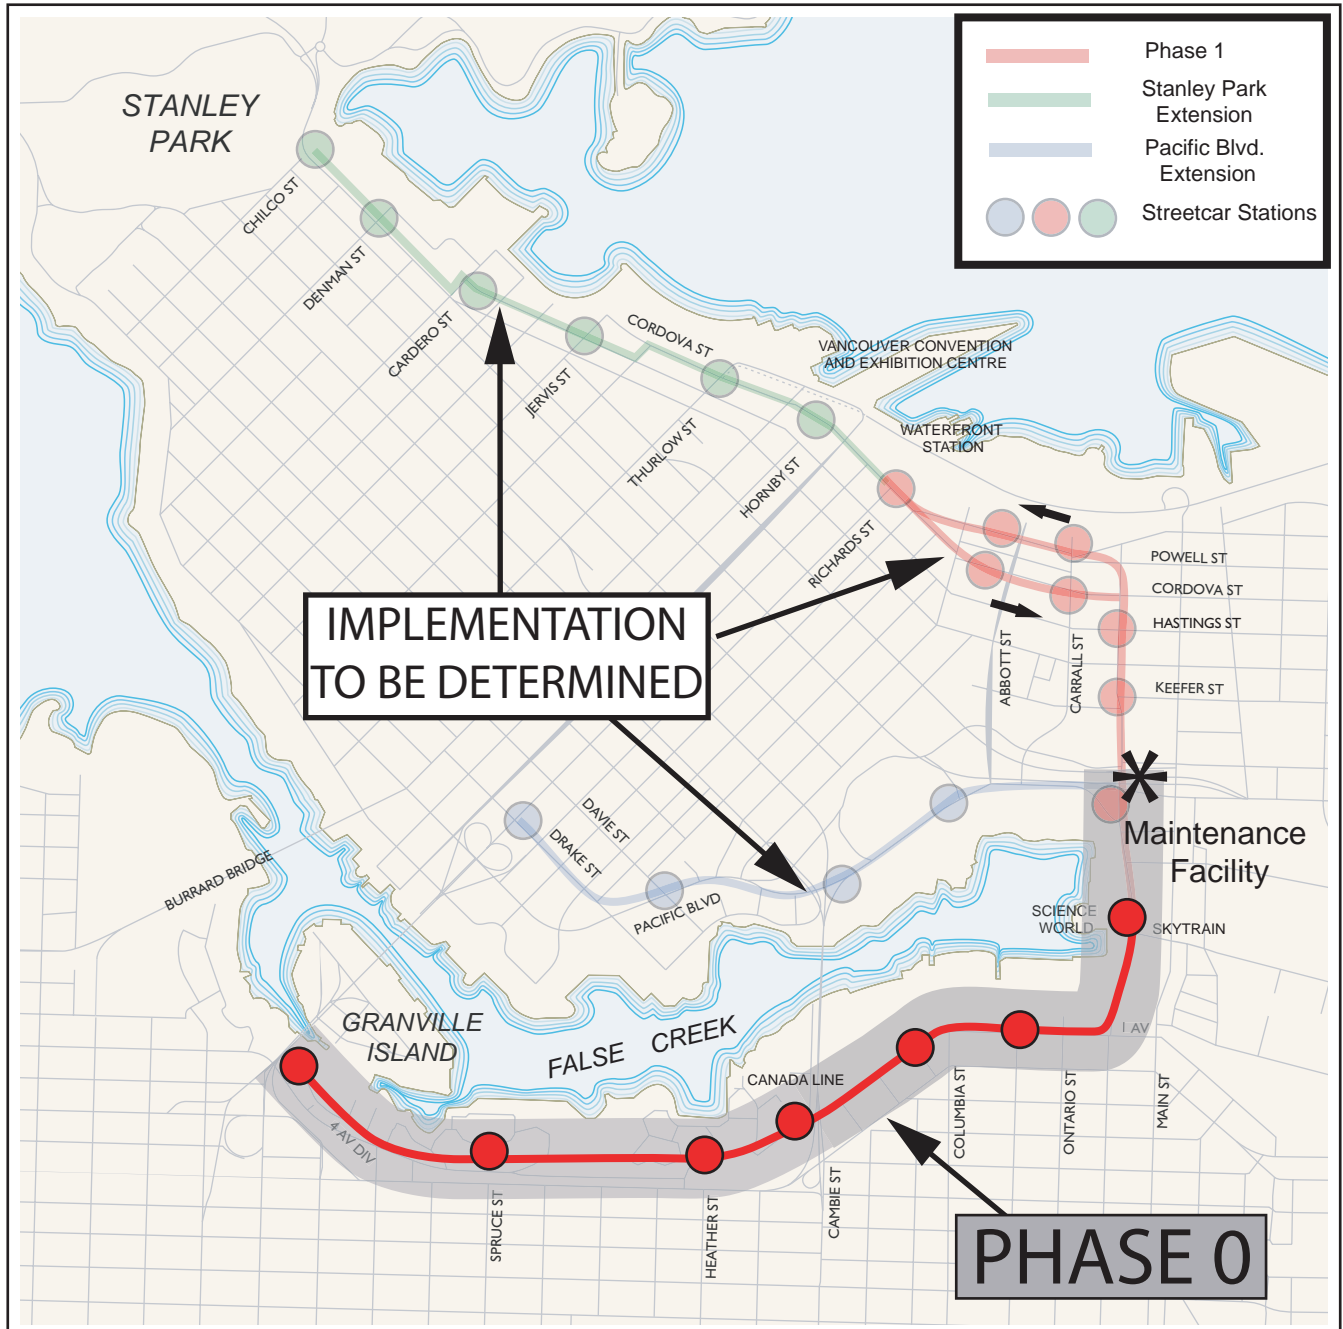 Phase 1
Stanley Park
Extension
Pacific Blvd.
Extension
Streetcar Stations
STANLEY
PARK
CHILCO ST
DENMAN ST
CARDERO ST
JERVIS ST
CORDOVA ST
THURLOW ST
HORNBY ST
RICHARDS ST
VANCOUVER CONVENTION
AND EXHIBITION CENTRE
WATERFRONT
STATION
POWELL ST
CORDOVA ST
HASTINGS ST
KEEFER ST
ABBOTT ST
CARRALL ST
IMPLEMENTATION
TO BE DETERMINED
Maintenance
Facility
DAVIE ST
DRAKE ST
PACIFIC BLVD
BURRARD BRIDGE
SCIENCE
WORLD
SKYTRAIN
GRANVILLE
ISLAND
FALSE CREEK
CANADA LINE
1 AV
4 AV DIV
SPRUCE ST
HEATHER ST
CAMBIE ST
COLUMBIA ST
ONTARIO ST
MAIN ST
PHASE 0